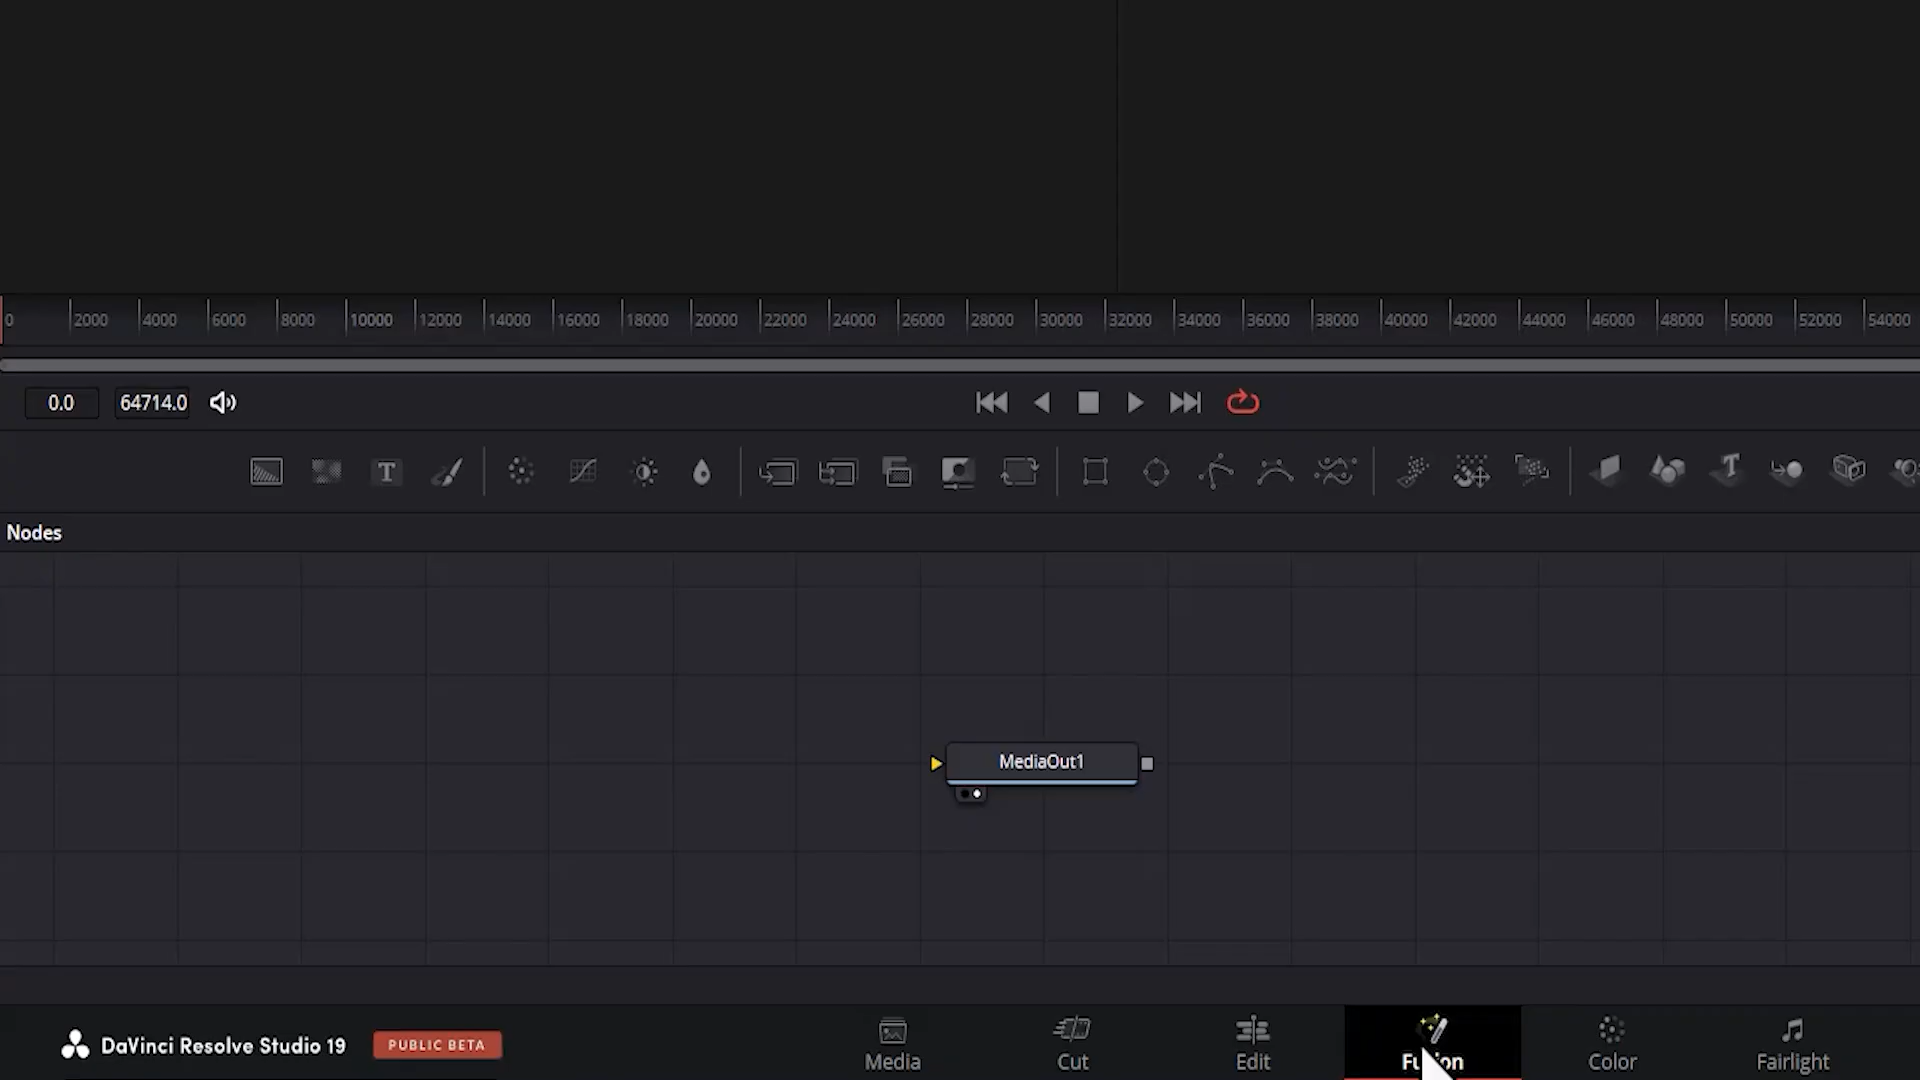 0 2000 4000 6000 8000 10000 12000 14000 16000 18000 20000 22000 24000 26000 28000 30000 32000 34000 36000 38000 40000 42000 44000 46000 48000 50000 52000 54000
0.0 64714.0
T T
Nodes
MediaOut1
DaVinci Resolve Studio 19 PUBLIC BETA
Media Cut Edit Fusion Color Fairlight